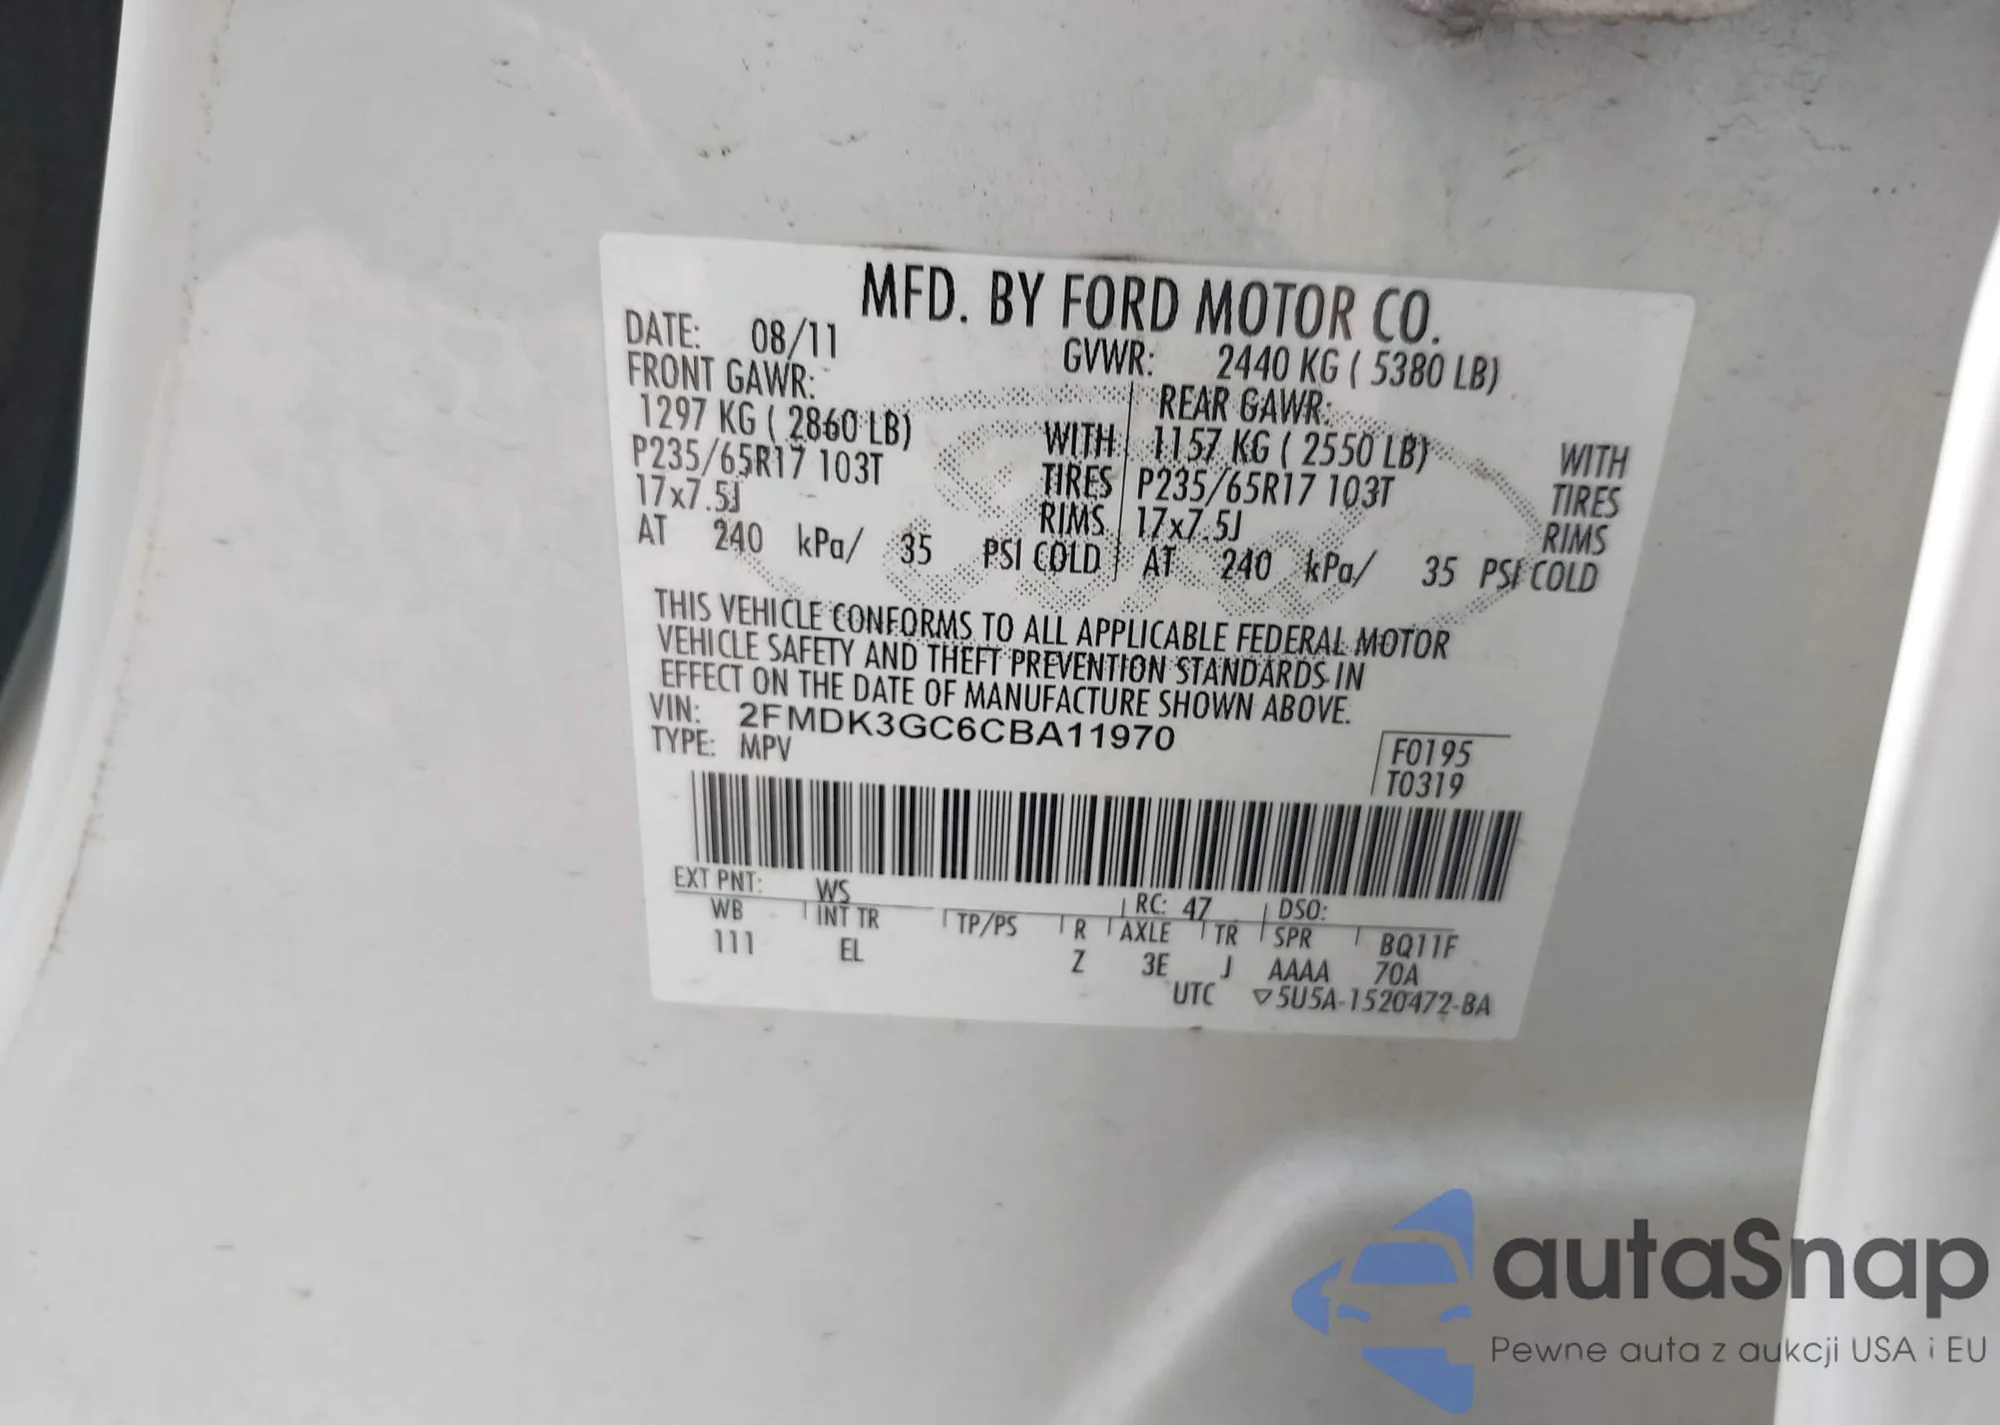 MFD. BY FORD MOTOR CO.
DATE: 08/11 GVWR: 2440 KG ( 5380 LB)
FRONT GAWR: REAR GAWR:
1297 KG ( 2860 LB) WITH 1157 KG ( 2550 LB) WITH
P235/65R17 103T TIRES P235/65R17 103T TIRES
17x7.5J RIMS 17x7.5J RIMS
AT 240 kPa/ 35 PSI COLD AT 240 kPa/ 35 PSI COLD
THIS VEHICLE CONFORMS TO ALL APPLICABLE FEDERAL MOTOR
VEHICLE SAFETY AND THEFT PREVENTION STANDARDS IN
EFFECT ON THE DATE OF MANUFACTURE SHOWN ABOVE.
VIN: 2FMDK3GC6CBA11970
TYPE: MPV
F0195
T0319
EXT PNT: WS RC: 47 DSO:
WB INT TR TP/PS R AXLE TR SPR BQ11F
111 EL Z 3E J AAAA 70A
UTC ▽5U5A-1520472-BA
autaSnap
Pewne auta z aukcji USA i EU